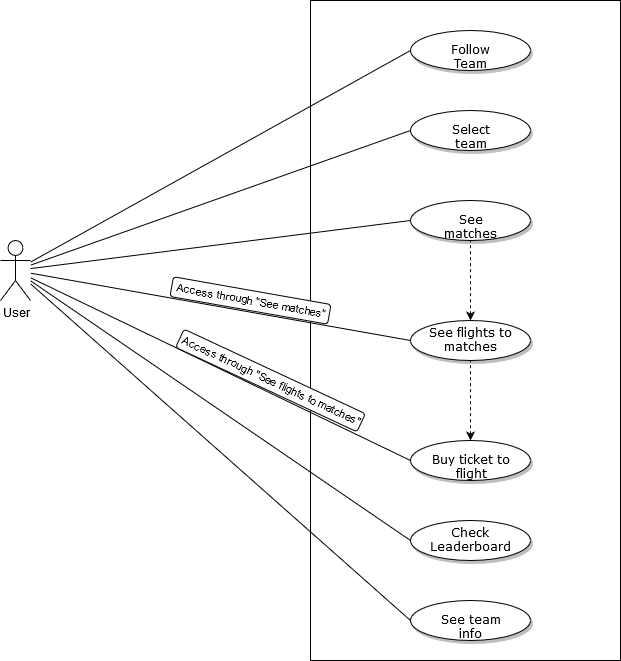 Follow
Team
Select
team
See
matches
User
Access through "See matches"
See flights to
matches
Access through "See flights to matches"
Buy ticket to
flight
Check
Leaderboard
See team
info